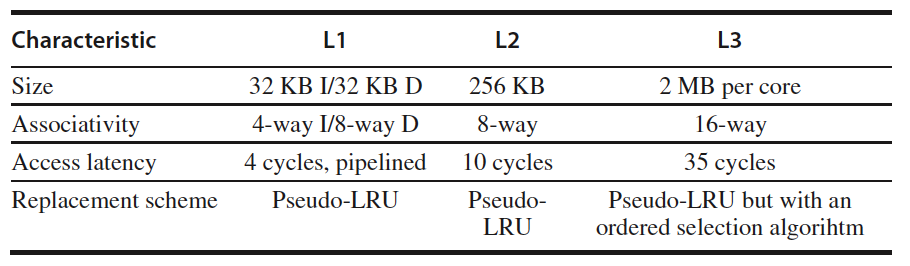 Characteristic L1 L2 L3
Size 32 KB I/32 KB D 256 KB 2 MB per core
Associativity 4-way I/8-way D 8-way 16-way
Access latency 4 cycles, pipelined 10 cycles 35 cycles
Replacement scheme Pseudo-LRU Pseudo- Pseudo-LRU but with an
LRU ordered selection algorihtm